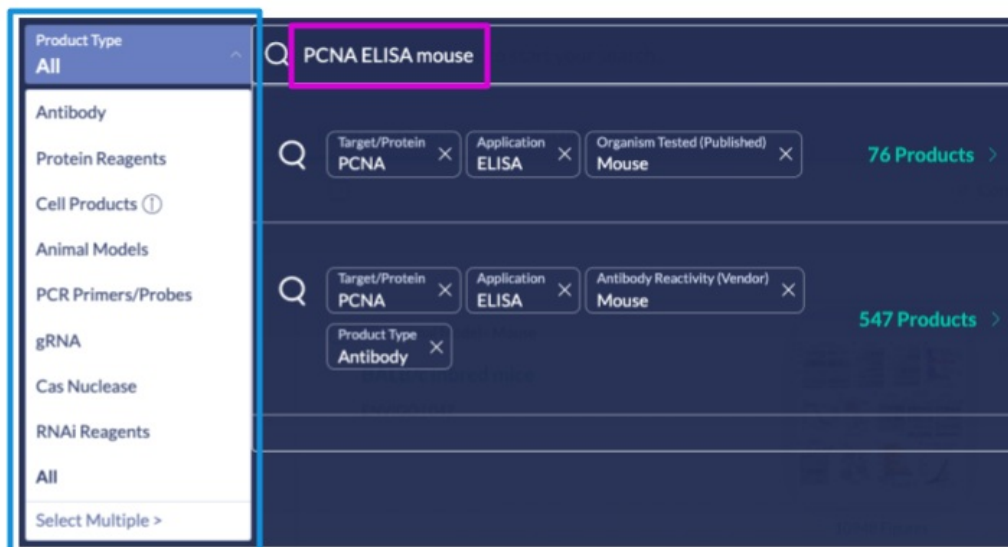 Product Type
All
PCNA ELISA mouse
Antibody
Protein Reagents
Cell Products
Animal Models
PCR Primers/Probes
gRNA
Cas Nuclease
RNAi Reagents
All
Select Multiple >
Target/Protein
PCNA
Application
ELISA
Organism Tested (Published)
Mouse
76 Products >
Target/Protein
PCNA
Application
ELISA
Antibody Reactivity (Vendor)
Mouse
Product Type
Antibody
547 Products >